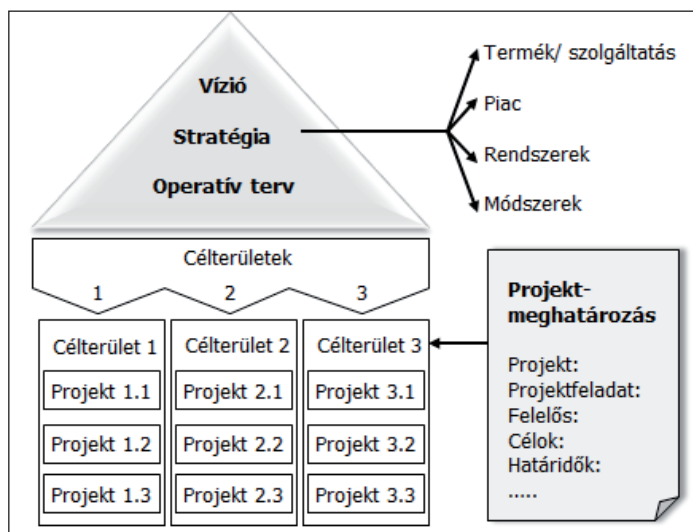 Vízió
Stratégia
Operatív terv
Termék/ szolgáltatás
Piac
Rendszerek
Módszerek
Célterületek
1 2 3
Célterület 1
Projekt 1.1
Projekt 1.2
Projekt 1.3
Célterület 2
Projekt 2.1
Projekt 2.2
Projekt 2.3
Célterület 3
Projekt 3.1
Projekt 3.2
Projekt 3.3
Projekt-
meghatározás
Projekt:
Projektfeladat:
Felelős:
Célok:
Határidők:
.....